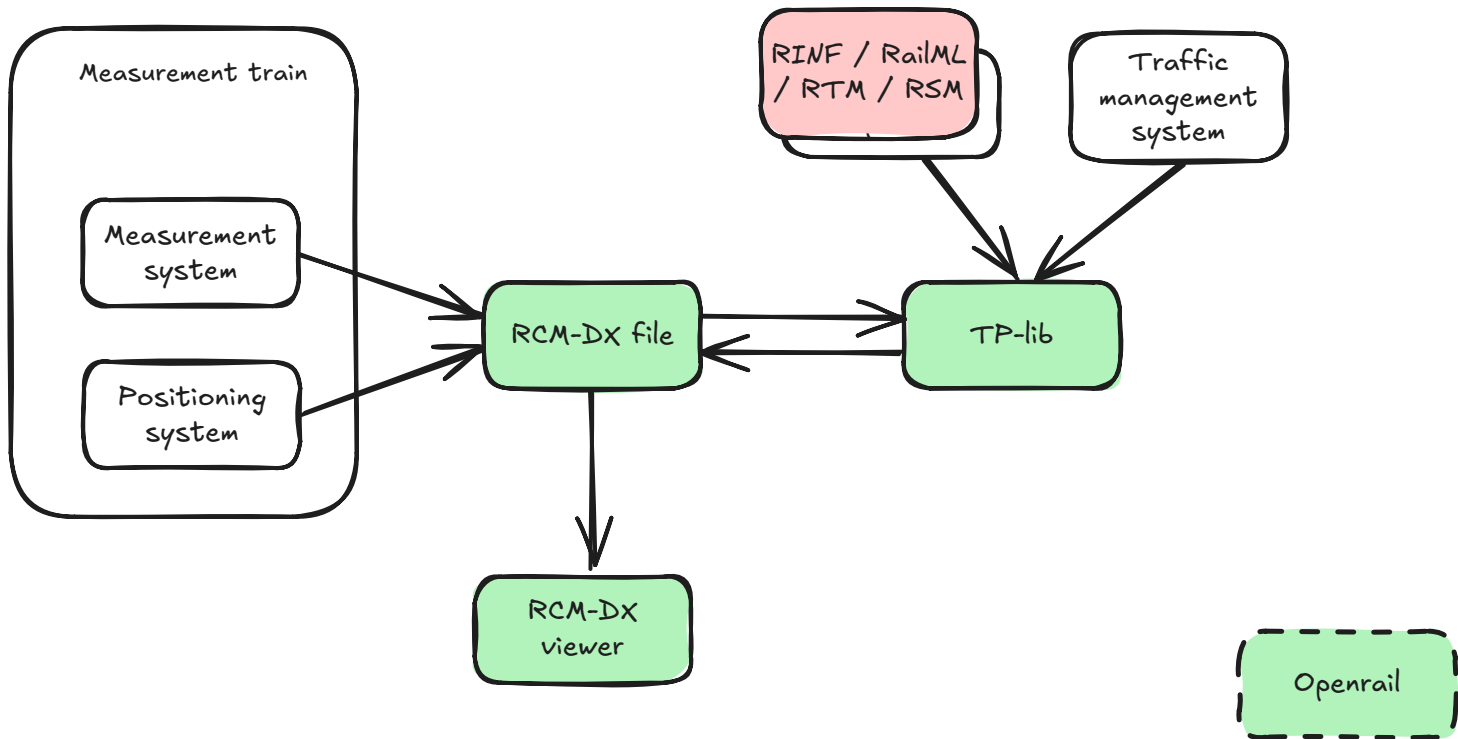 Measurement train
RINF / RailML
/ RTM / RSM
Traffic
management
system
Measurement
system
RCM-DX file
TP-lib
Positioning
system
RCM-DX
viewer
Openrail